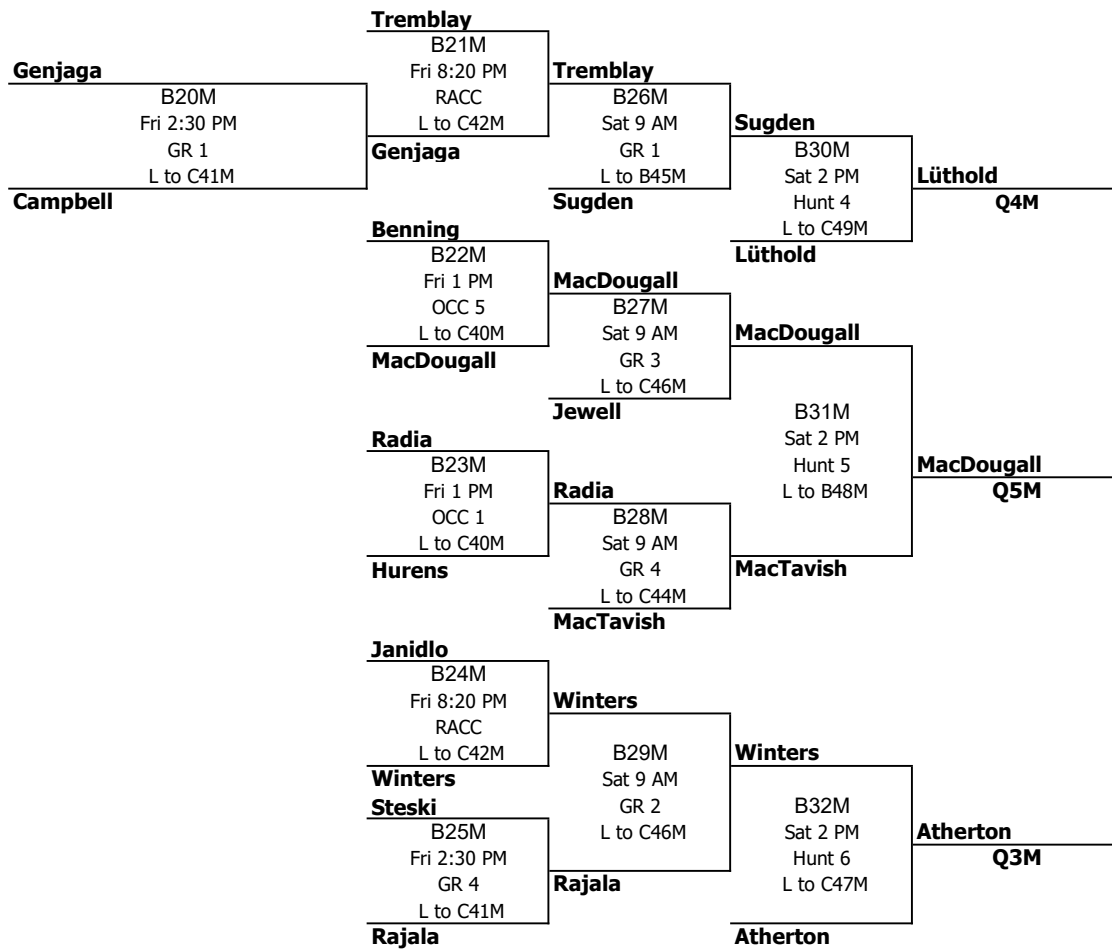 Tremblay
B21M
Genjaga
Fri 8:20 PM
Tremblay
B20M
RACC
B26M
Fri 2:30 PM
L to C42M
Sat 9 AM
Sugden
GR 1
Genjaga
GR 1
B30M
L to C41M
L to B45M
Sat 2 PM
Lüthold
Campbell
Sugden
Hunt 4
Q4M
Benning
L to C49M
B22M
Lüthold
Fri 1 PM
MacDougall
OCC 5
B27M
L to C40M
Sat 9 AM
MacDougall
MacDougall
GR 3
L to C46M
Jewell
B31M
Radia
Sat 2 PM
B23M
Hunt 5
MacDougall
Fri 1 PM
Radia
L to B48M
Q5M
OCC 1
B28M
L to C40M
Sat 9 AM
Hurens
GR 4
MacTavish
L to C44M
MacTavish
Janidlo
B24M
Fri 8:20 PM
Winters
RACC
L to C42M
B29M
Winters
Winters
Sat 9 AM
Steski
GR 2
B32M
B25M
L to C46M
Sat 2 PM
Atherton
Fri 2:30 PM
Hunt 6
Q3M
GR 4
Rajala
L to C47M
L to C41M
Rajala
Atherton